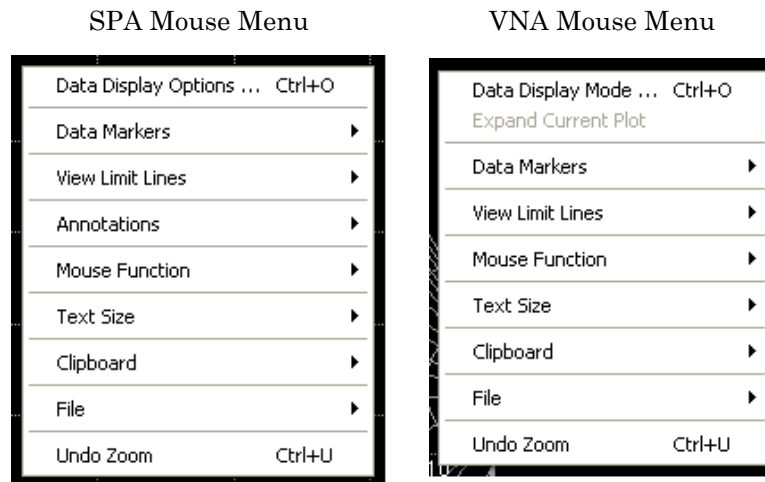 SPA Mouse Menu
Data Display Options ... Ctrl+O
Data Markers
View Limit Lines
Annotations
Mouse Function
Text Size
Clipboard
File
Undo Zoom Ctrl+U
VNA Mouse Menu
Data Display Mode ... Ctrl+O
Expand Current Plot
Data Markers
View Limit Lines
Mouse Function
Text Size
Clipboard
File
Undo Zoom Ctrl+U